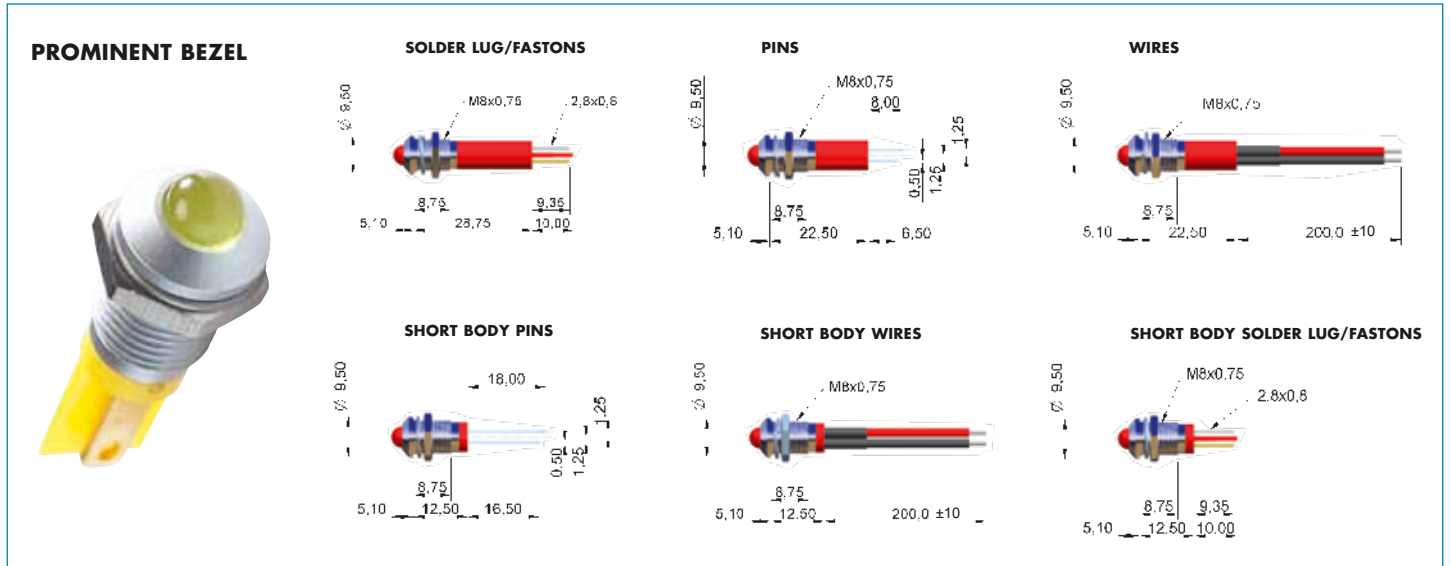 PROMINENT BEZEL
SOLDER LUG/FASTONS
Ø 9,50
M8x0,75
2,8x0,8
8,75
9,35
5,10
28,75
10,00
PINS
Ø 9,50
M8x0,75
8,00
1,25
0,50
1,25
8,75
5,10
22,50
6,50
WIRES
Ø 9,50
M8x0,75
8,75
5,10
22,50
200,0 ±10
SHORT BODY PINS
Ø 9,50
18,00
1,25
0,50
1,25
8,75
5,10
12,50
16,50
SHORT BODY WIRES
Ø 9,50
M8x0,75
8,75
5,10
12.50
200,0 ±10
SHORT BODY SOLDER LUG/FASTONS
Ø 9,50
M8x0,75
2.8x0,8
8,75
9,35
5,10
12.50
10.00